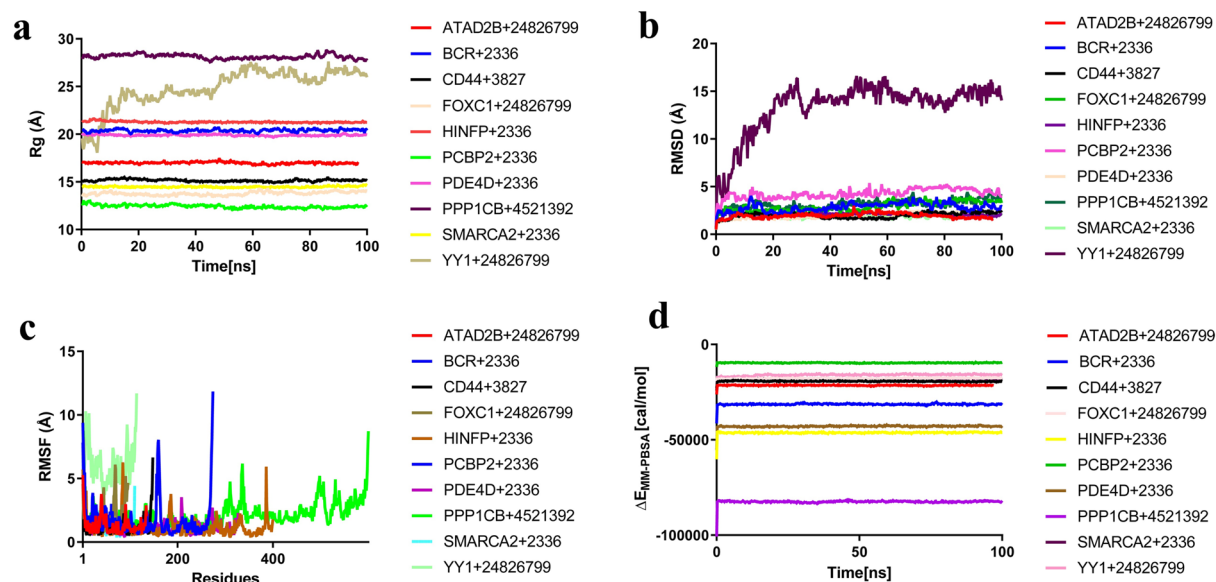 a
30
25
20
15
10
Rg (Å)
0
20
40
60
80
100
Time[ns]
ATAD2B+24826799
BCR+2336
CD44+3827
FOXC1+24826799
HINFP+2336
PCBP2+2336
PDE4D+2336
PPP1CB+4521392
SMARCA2+2336
YY1+24826799
b
20
15
10
5
0
RMSD (Å)
0
20
40
60
80
100
Time[ns]
ATAD2B+24826799
BCR+2336
CD44+3827
FOXC1+24826799
HINFP+2336
PCBP2+2336
PDE4D+2336
PPP1CB+4521392
SMARCA2+2336
YY1+24826799
c
15
10
5
0
RMSF (Å)
1
200
400
Residues
ATAD2B+24826799
BCR+2336
CD44+3827
FOXC1+24826799
HINFP+2336
PCBP2+2336
PDE4D+2336
PPP1CB+4521392
SMARCA2+2336
YY1+24826799
d
0
-50000
-100000
ΔEMM-PBSA[cal/mol]
0
50
100
Time[ns]
ATAD2B+24826799
BCR+2336
CD44+3827
FOXC1+24826799
HINFP+2336
PCBP2+2336
PDE4D+2336
PPP1CB+4521392
SMARCA2+2336
YY1+24826799